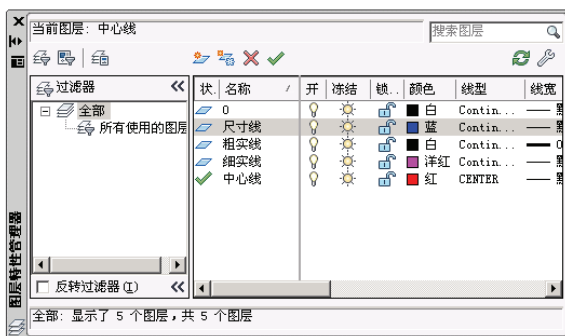 当前图层: 中心线
搜索图层
过滤器
全部
所有使用的图层
状. 名称 开 冻结 锁.. 颜色 线型 线宽
0 白 Contin...
尺寸线 蓝 Contin...
粗实线 白 Contin... 0
细实线 洋红 Contin...
中心线 红 CENTER
反转过滤器(I)
全部: 显示了 5 个图层，共 5 个图层
图层特性管理器